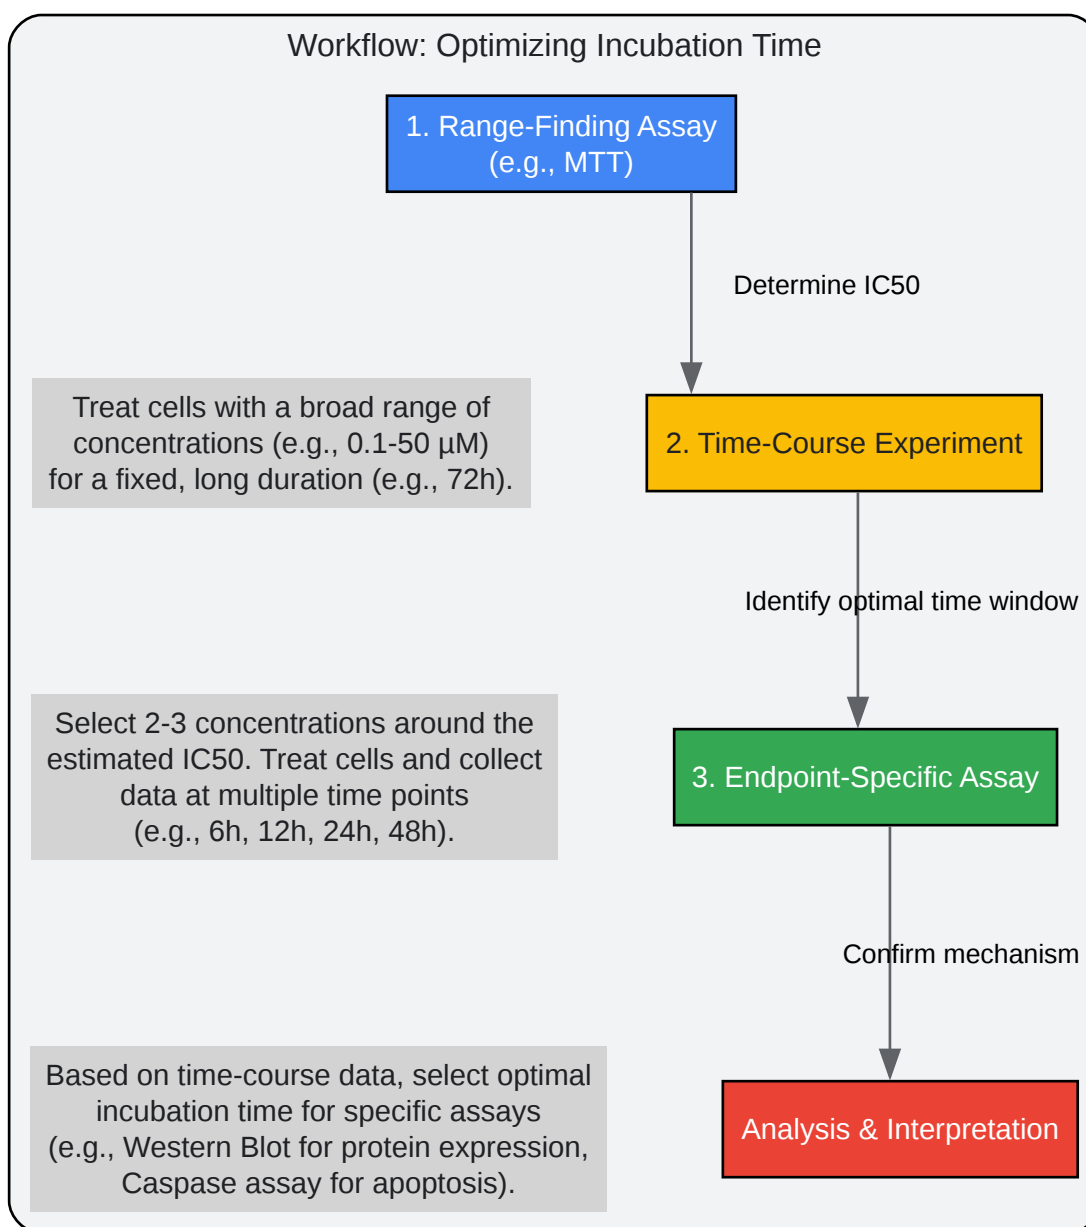 Workflow: Optimizing Incubation Time
1. Range-Finding Assay
(e.g., MTT)
Determine IC50
Treat cells with a broad range of
concentrations (e.g., 0.1-50 µM)
for a fixed, long duration (e.g., 72h).
2. Time-Course Experiment
Identify optimal time window
Select 2-3 concentrations around the
estimated IC50. Treat cells and collect
data at multiple time points
(e.g., 6h, 12h, 24h, 48h).
3. Endpoint-Specific Assay
Confirm mechanism
Based on time-course data, select optimal
incubation time for specific assays
(e.g., Western Blot for protein expression,
Caspase assay for apoptosis).
Analysis & Interpretation